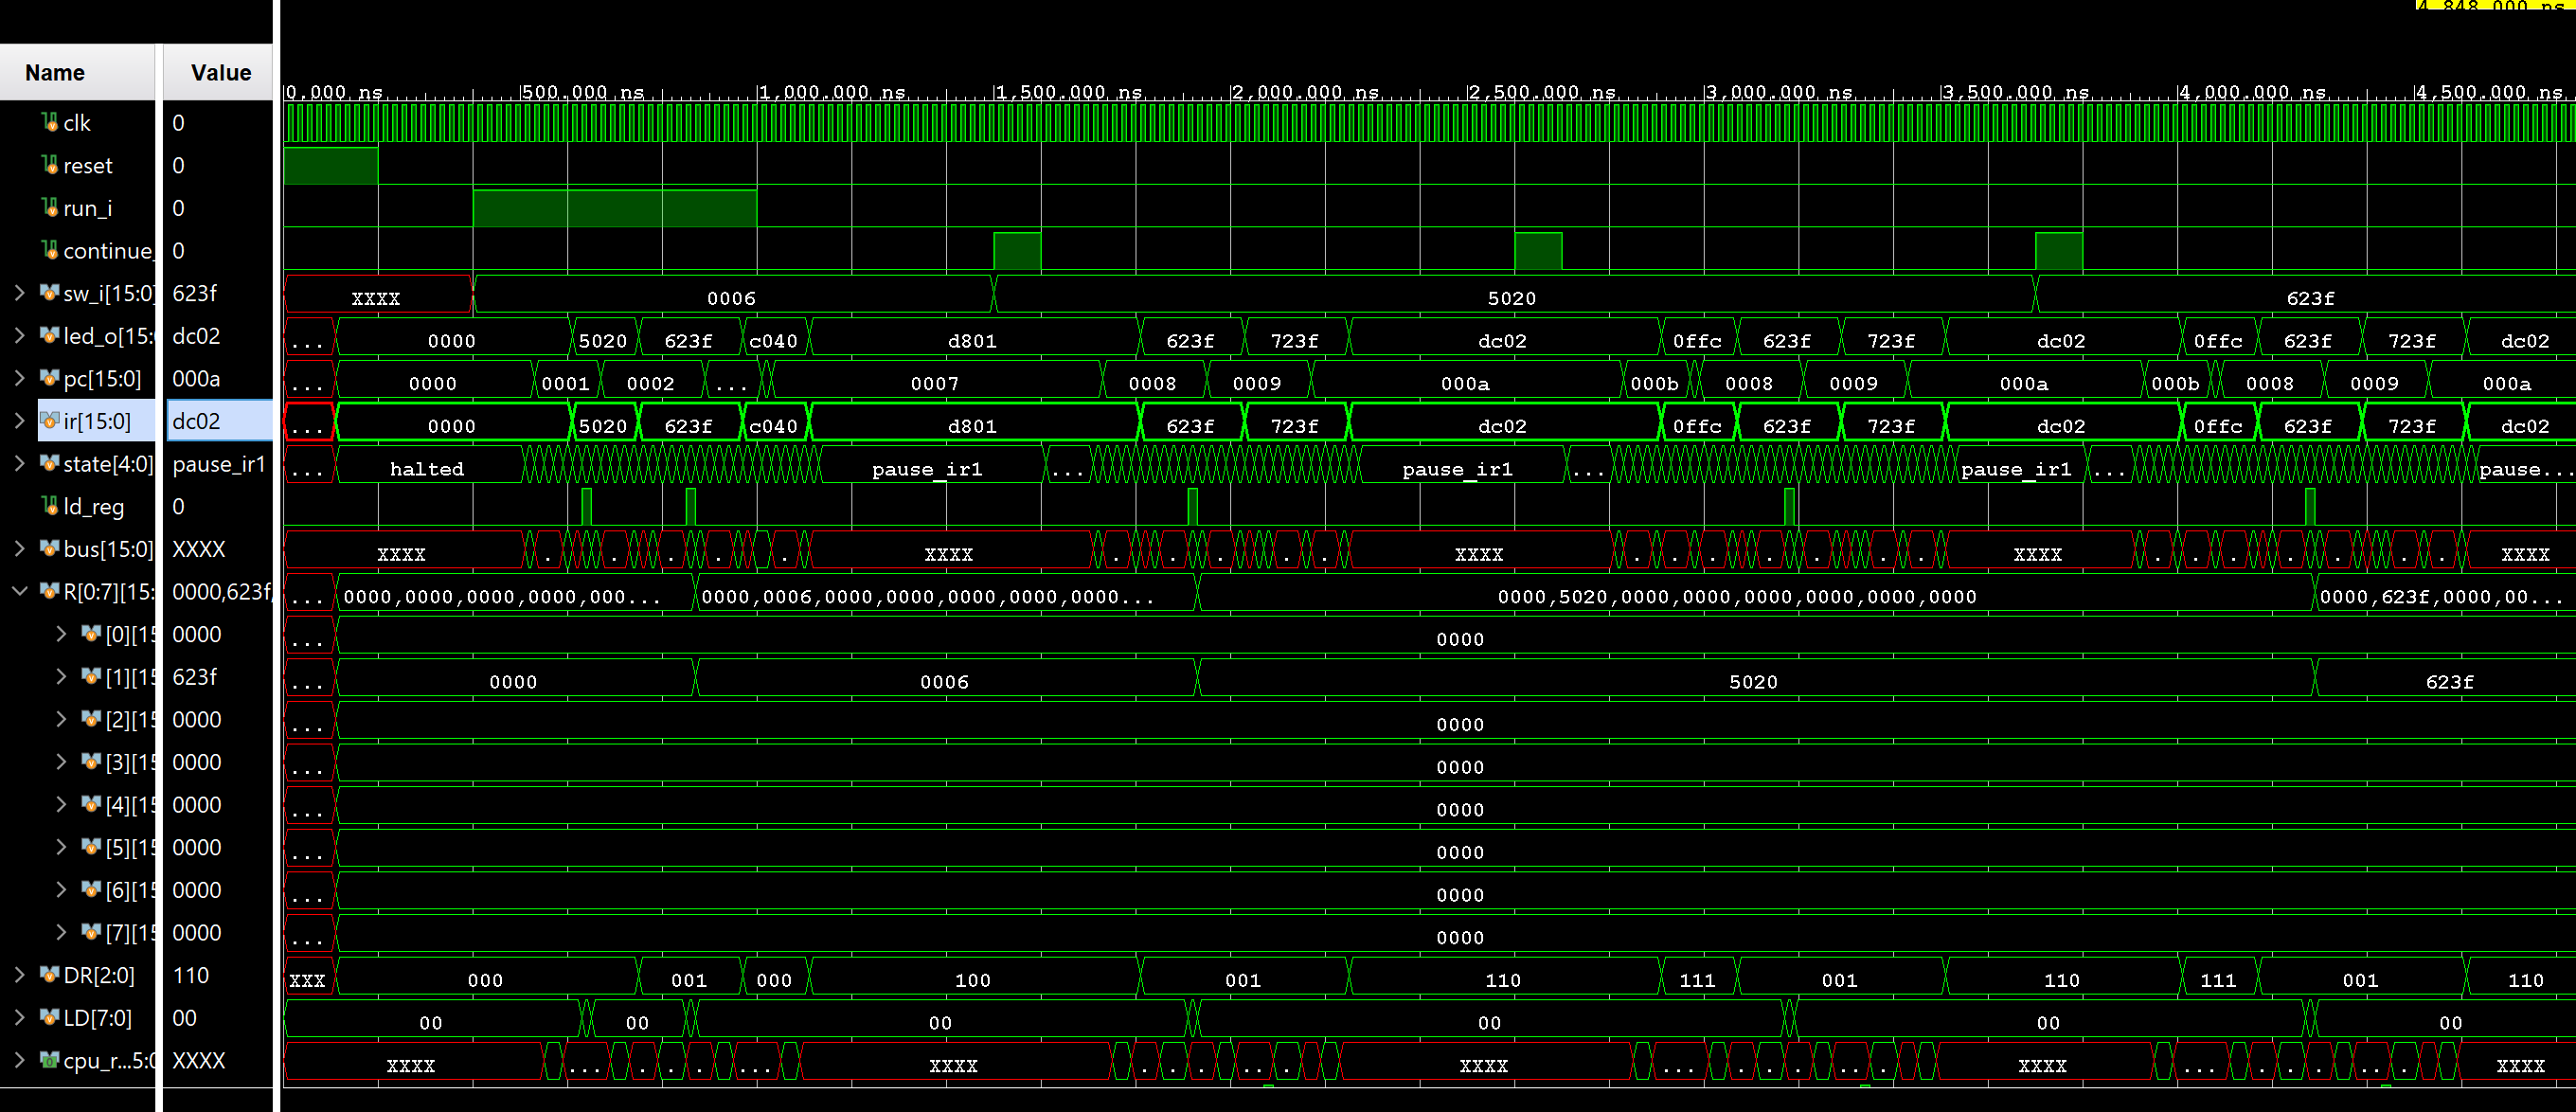 4,848.000 ns
Name Value
0.000 ns 500.000 ns 1,000.000 ns 1,500.000 ns 2,000.000 ns 2,500.000 ns 3,000.000 ns 3,500.000 ns 4,000.000 ns 4,500.000 ns
clk 0
reset 0
run_i 0
continue_ 0
sw_i[15:0] 623f XXXX 0006 5020 623f
led_o[15: dc02 ... 0000 5020 623f c040 d801 623f 723f dc02 0ffc 623f 723f dc02 0ffc 623f 723f dc02
pc[15:0] 000a ... 0000 0001 0002 ... 0007 0008 0009 000a 000b 0008 0009 000a 000b 0008 0009 000a
ir[15:0] dc02 ... 0000 5020 623f c040 d801 623f 723f dc02 0ffc 623f 723f dc02 0ffc 623f 723f dc02
state[4:0] pause_ir1 ... halted pause_ir1 ... pause_ir1 ... pause_ir1 ... pause...
ld_reg 0
bus[15:0] XXXX XXXX . . . . . XXXX . . . . . XXXX . . . . . . XXXX . . . . . . XXXX
R[0:7][15: 0000,623f, ... 0000,0000,0000,0000,000... 0000,0006,0000,0000,0000,0000,0000... 0000,5020,0000,0000,0000,0000,0000,0000 0000,623f,0000,00...
[0][15 0000 ... 0000
[1][15 623f ... 0000 0006 5020 623f
[2][15 0000 ... 0000
[3][15 0000 ... 0000
[4][15 0000 ... 0000
[5][15 0000 ... 0000
[6][15 0000 ... 0000
[7][15 0000 ... 0000
DR[2:0] 110 XXX 000 001 000 100 001 110 111 001 110 111 001 110
LD[7:0] 00 00 00 00 00 00 00
cpu_r...5:0 XXXX XXXX ... . . . ... XXXX . . . .. . XXXX ... . . . .. . XXXX ... . . . .. . XXXX